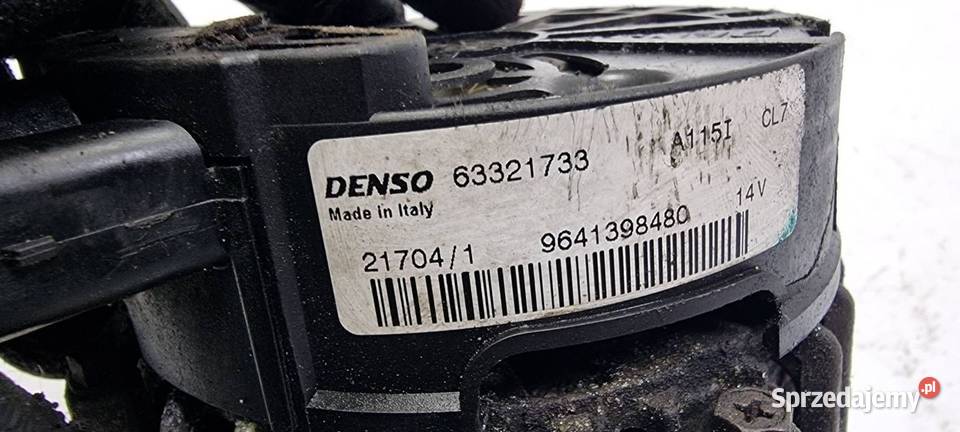 DENSO 63321733 A115I CL7
Made in Italy
21704/1 9641398480 14V
Sprzedajemy.pl